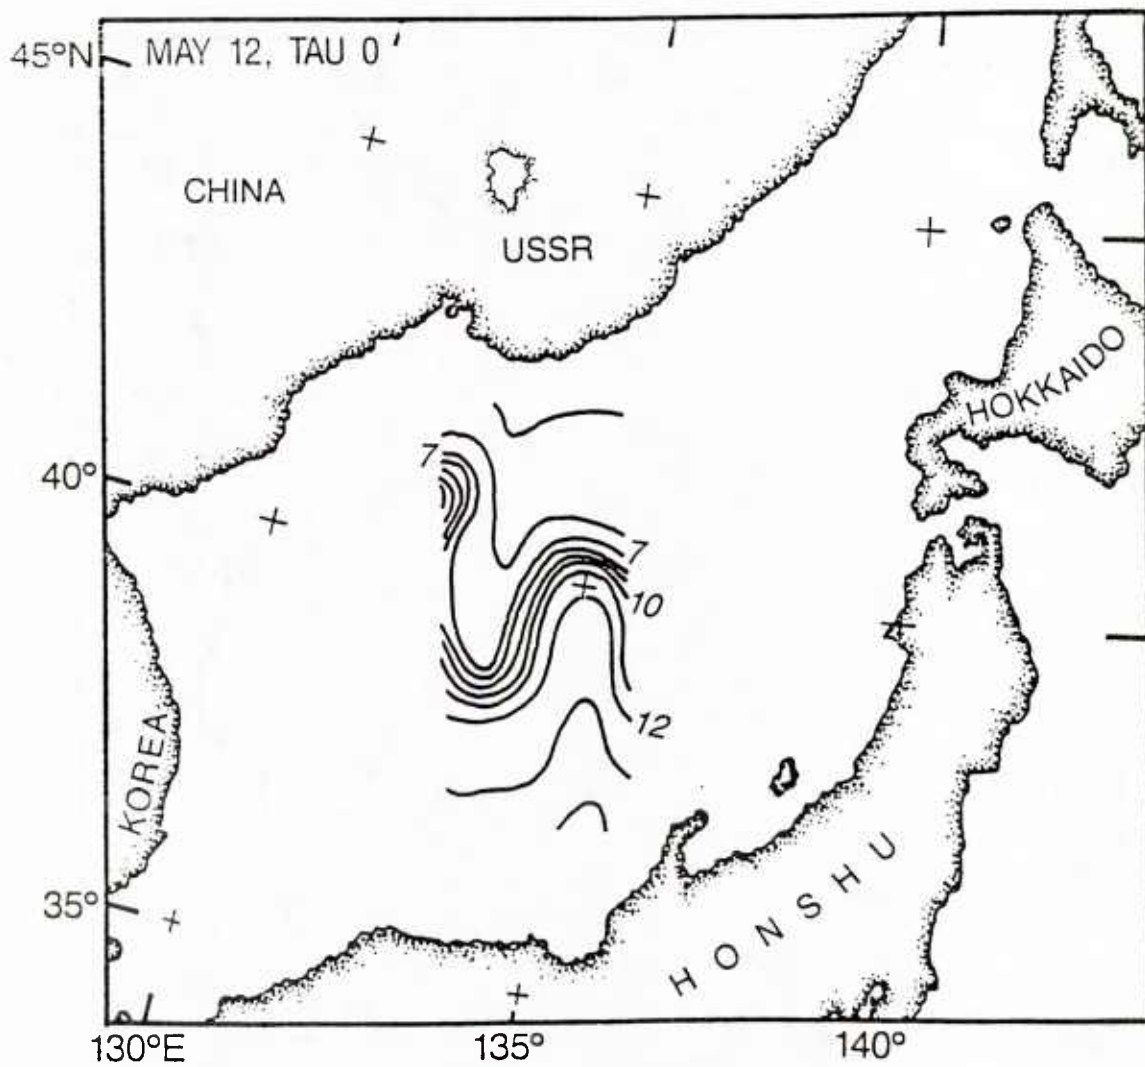 45°N
MAY 12, TAU 0
CHINA
USSR
HOKKAIDO
7
40°
7
10
12
KOREA
35°
HONSHU
130°E
135°
140°